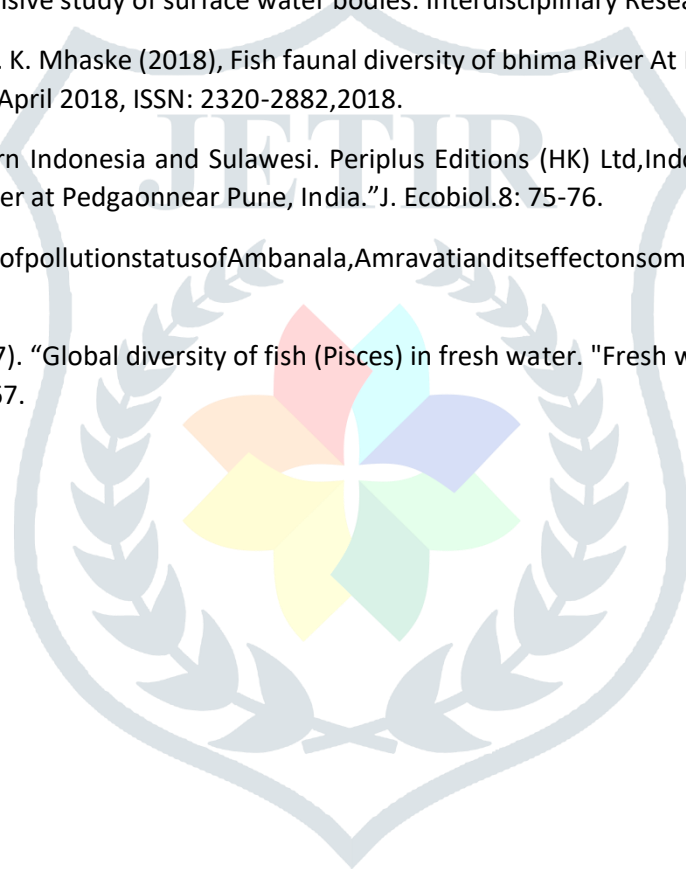 nsive study of surface water bodies. Interdisciplinary Resea
. K. Mhaske (2018), Fish faunal diversity of bhima River At
April 2018, ISSN: 2320-2882,2018.
JETIR
rn Indonesia and Sulawesi. Periplus Editions (HK) Ltd,Indo
er at Pedgaonnear Pune, India.”J. Ecobiol.8: 75-76.
ofpollutionstatusofAmbanala,Amravatianditseffectonsom
7). “Global diversity of fish (Pisces) in fresh water. "Fresh w
57.